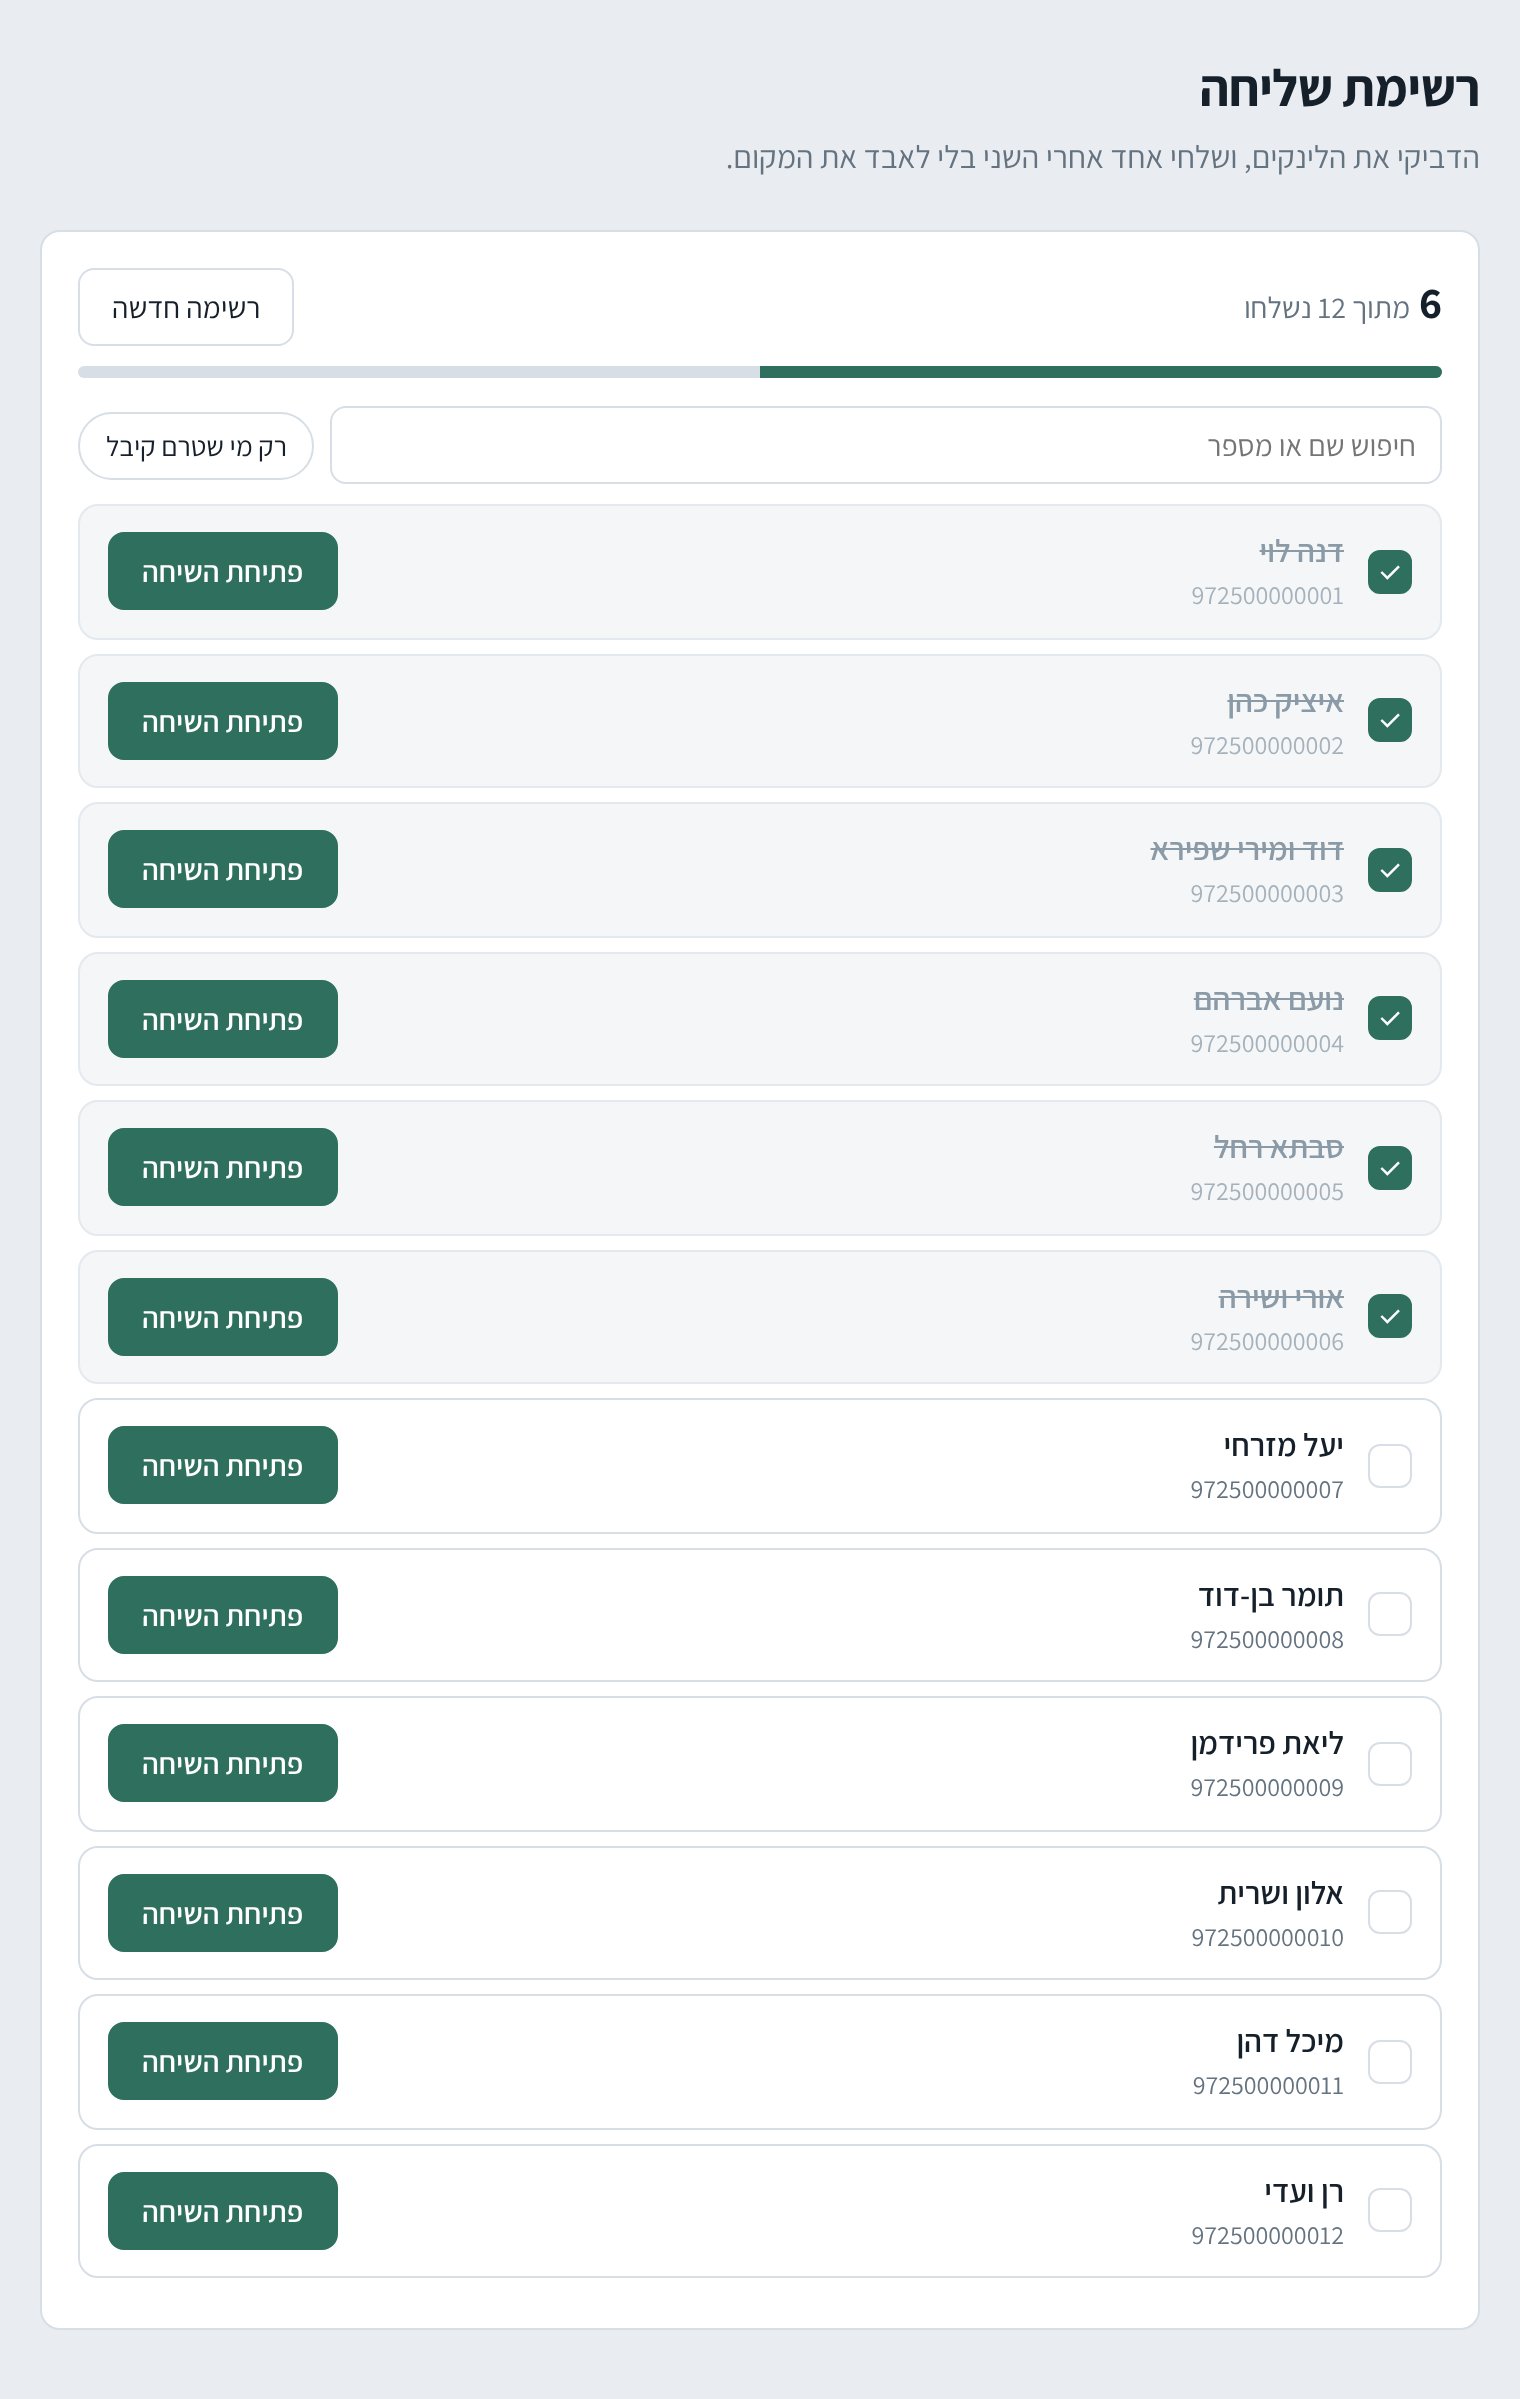 רשימת שליחה
הדביקי את הלינקים, ושלחי אחד אחרי השני בלי לאבד את המקום.
6 מתוך 12 נשלחו
רשימה חדשה
חיפוש שם או מספר
רק מי שטרם קיבל
דנה לוי
972500000001
פתיחת השיחה
איציק כהן
972500000002
פתיחת השיחה
דוד ומירי שפירא
972500000003
פתיחת השיחה
נועם אברהם
972500000004
פתיחת השיחה
סבתא רחל
972500000005
פתיחת השיחה
אורי ושירה
972500000006
פתיחת השיחה
יעל מזרחי
972500000007
פתיחת השיחה
תומר בן-דוד
972500000008
פתיחת השיחה
ליאת פרידמן
972500000009
פתיחת השיחה
אלון ושרית
972500000010
פתיחת השיחה
מיכל דהן
972500000011
פתיחת השיחה
רן ועדי
972500000012
פתיחת השיחה